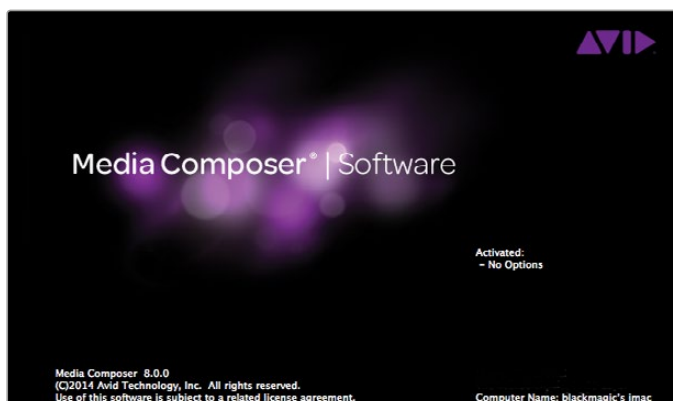 AVID
Media Composer® | Software
Activated:
– No Options
Media Composer 8.0.0
(C)2014 Avid Technology, Inc. All rights reserved.
Use of this software is subject to a related license agreement.
Computer Name: blackmagic's imac